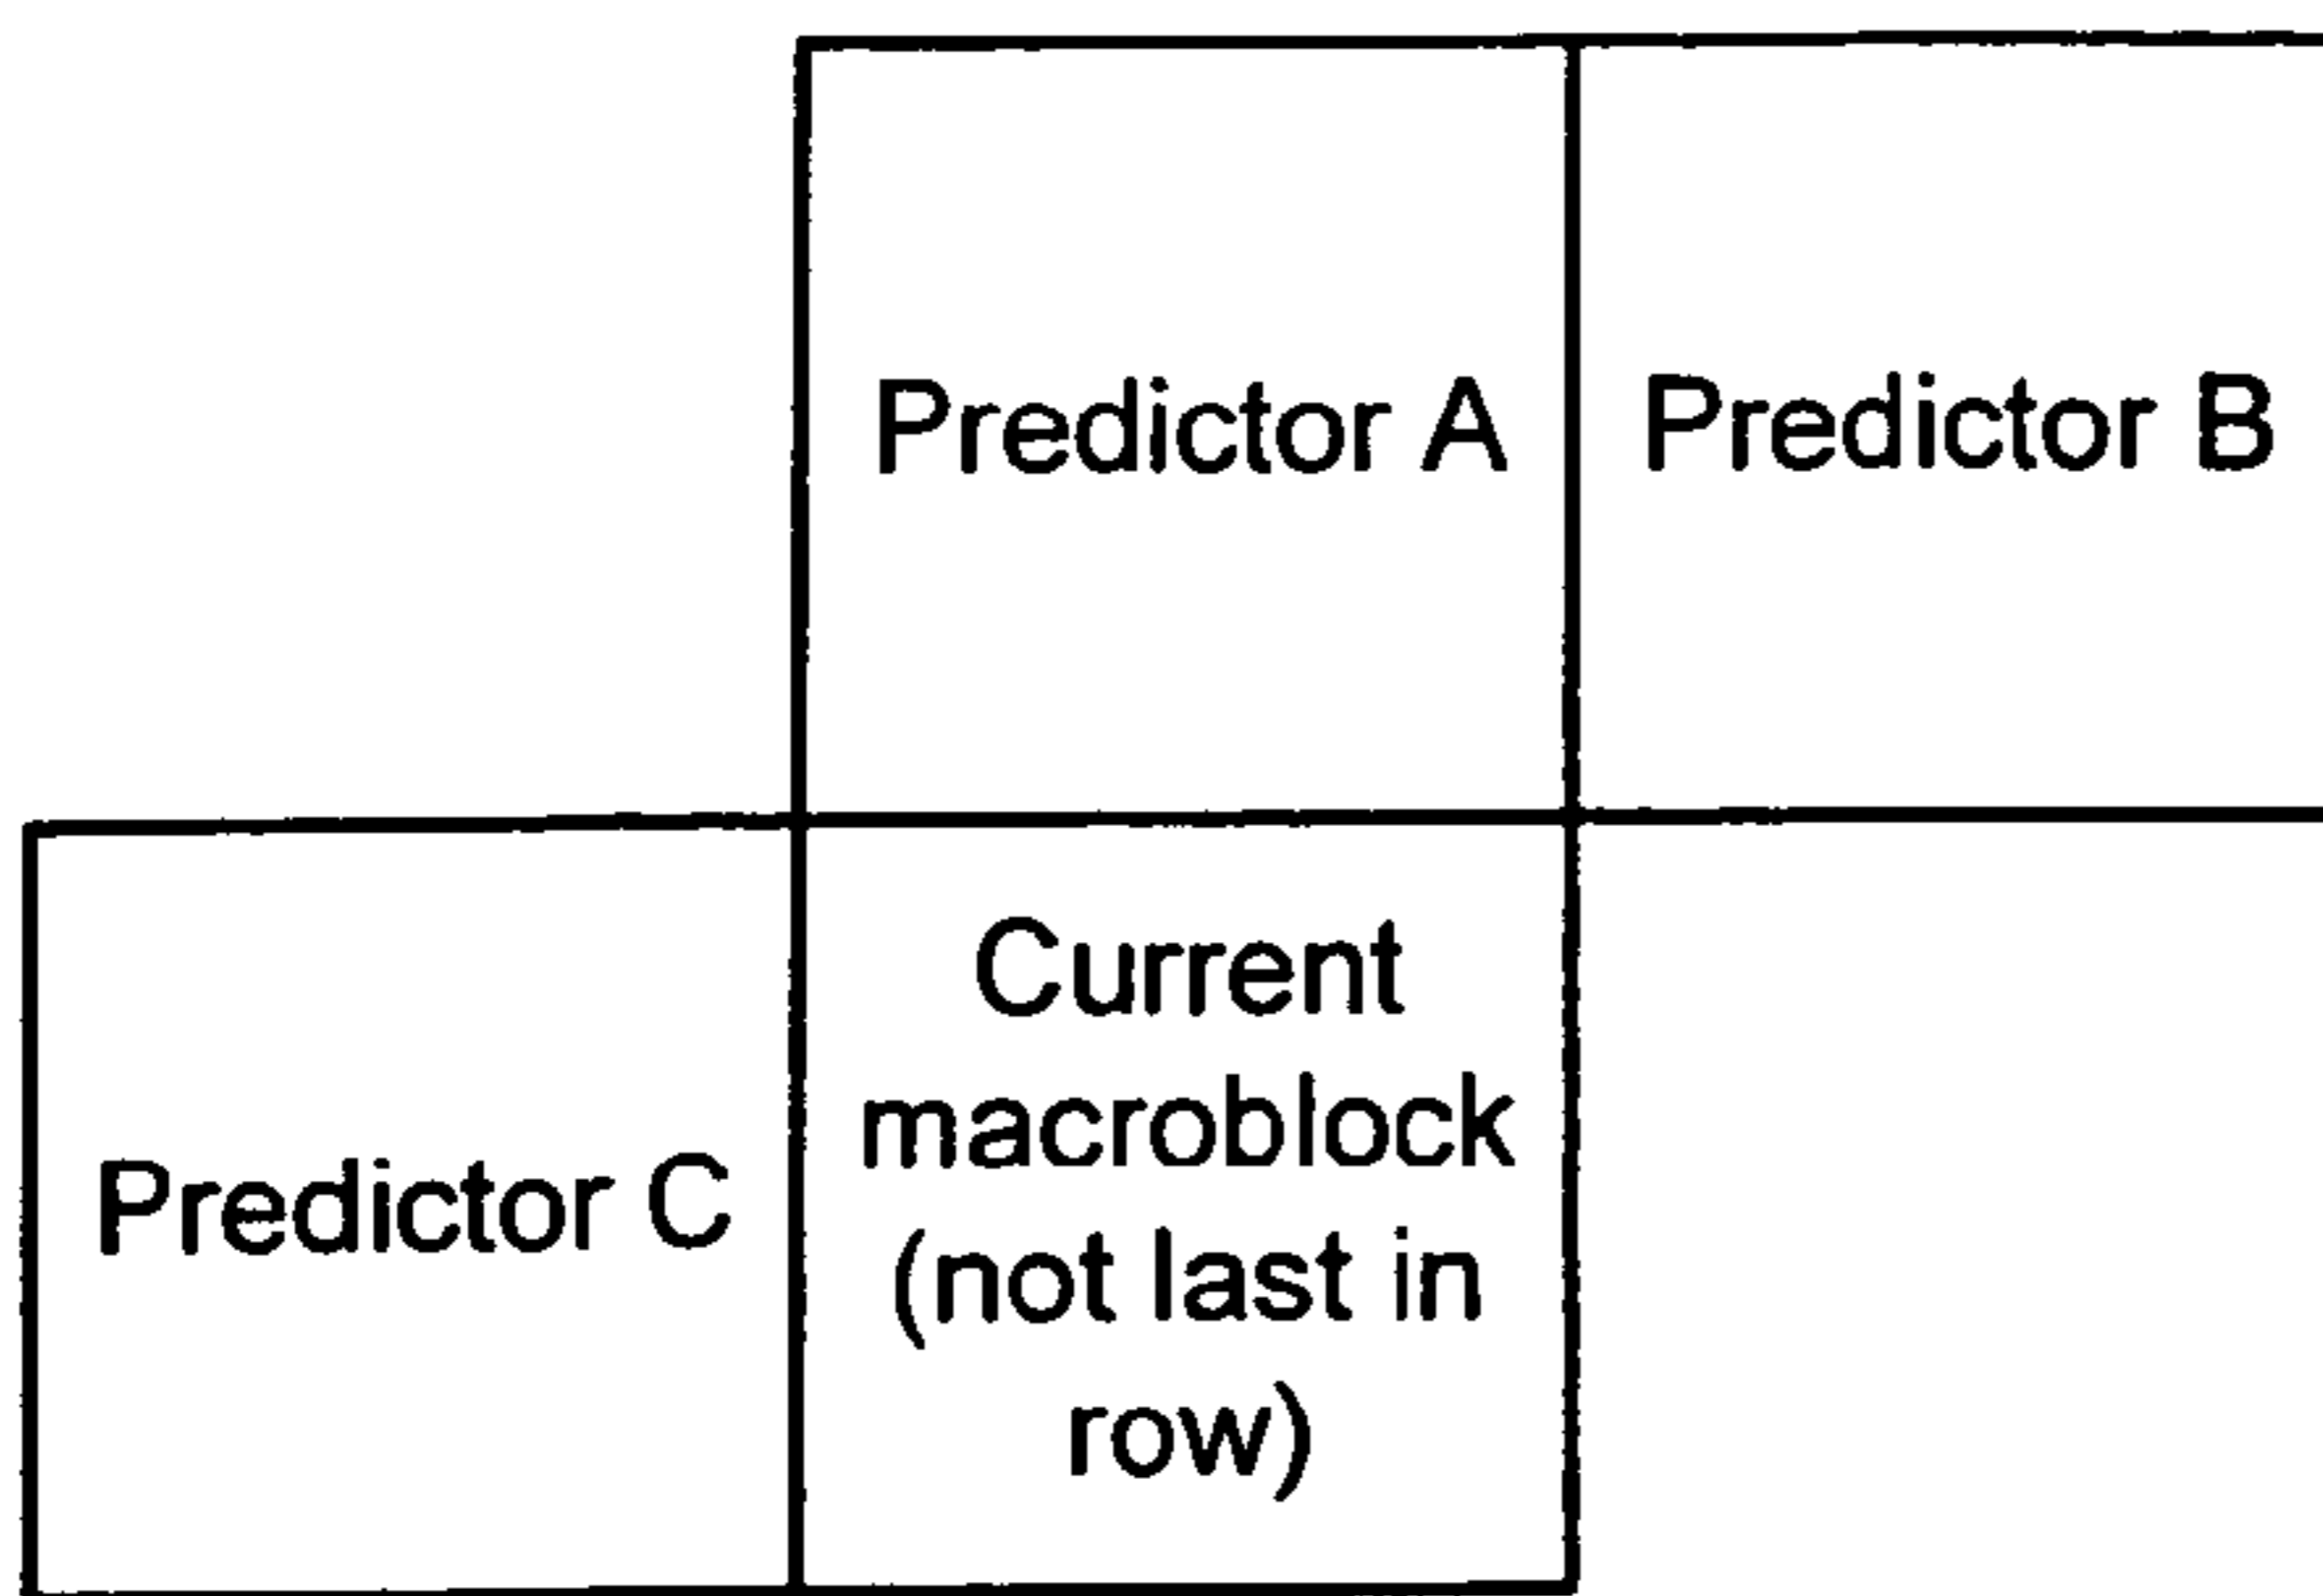 Predictor A
Predictor B
Predictor C
Current
macroblock
(not last in
row)